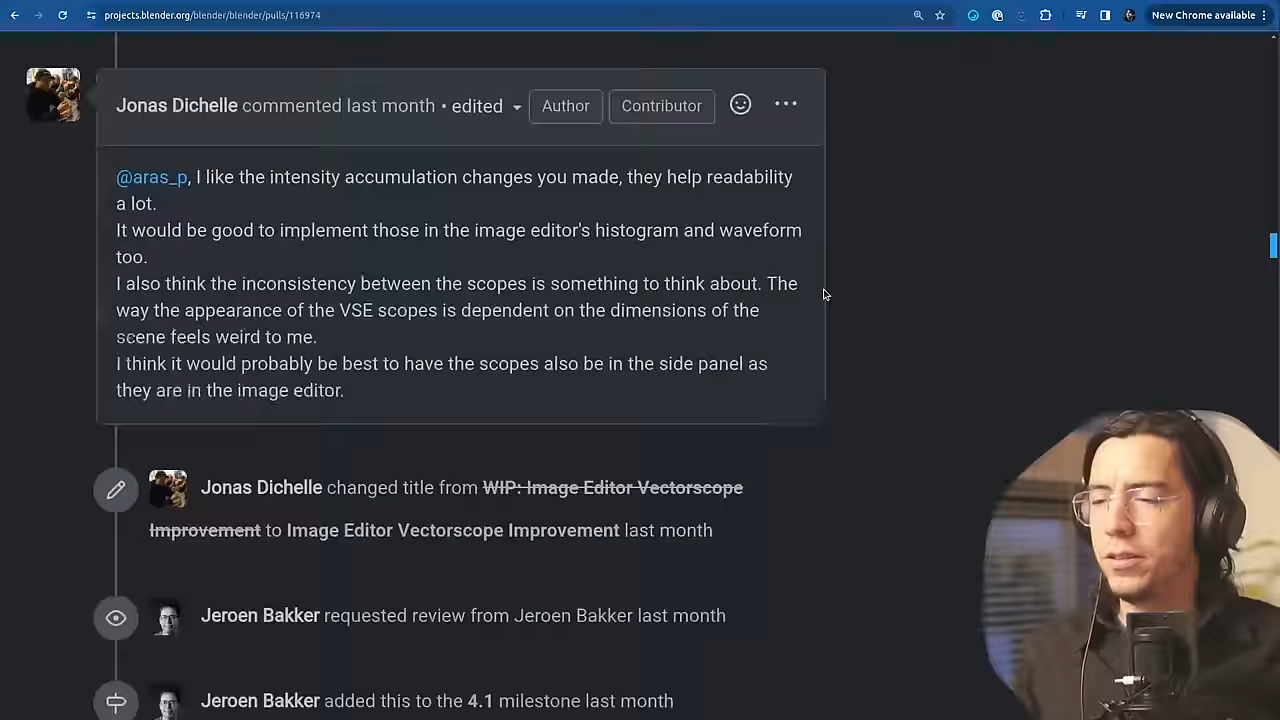 projects.blender.org/blender/blender/pulls/116974
New Chrome available
Jonas Dichelle commented last month • edited
Author
Contributor
@aras_p, I like the intensity accumulation changes you made, they help readability
a lot.
It would be good to implement those in the image editor's histogram and waveform
too.
I also think the inconsistency between the scopes is something to think about. The
way the appearance of the VSE scopes is dependent on the dimensions of the
scene feels weird to me.
I think it would probably be best to have the scopes also be in the side panel as
they are in the image editor.
Jonas Dichelle changed title from WIP: Image Editor Vectorscope
Improvement to Image Editor Vectorscope Improvement last month
Jeroen Bakker requested review from Jeroen Bakker last month
Jeroen Bakker added this to the 4.1 milestone last month